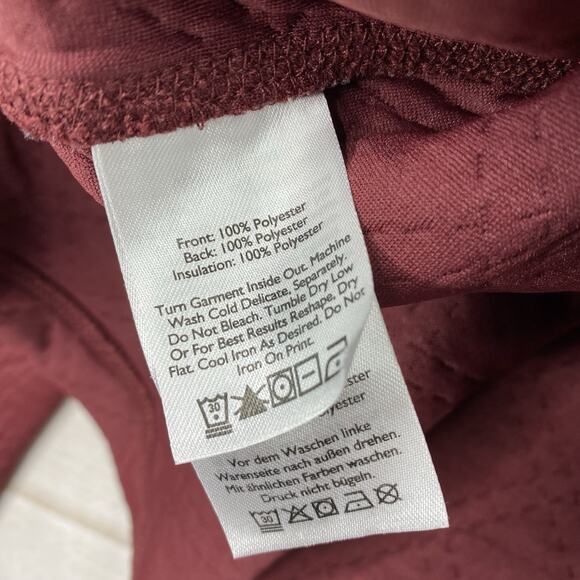 Front: 100% Polyester
Back: 100% Polyester
Insulation: 100% Polyester
Turn Garment Inside Out. Machine
Wash Cold Delicate, Separately.
Do Not Bleach. Tumble Dry Low
Or For Best Results Reshape, Dry
Flat. Cool Iron As Desired. Do Not
Iron On Print.
30
Vor dem Waschen linke
Warenseite nach außen drehen.
Mit ähnlichen Farben waschen.
Druck nicht bügeln.
30